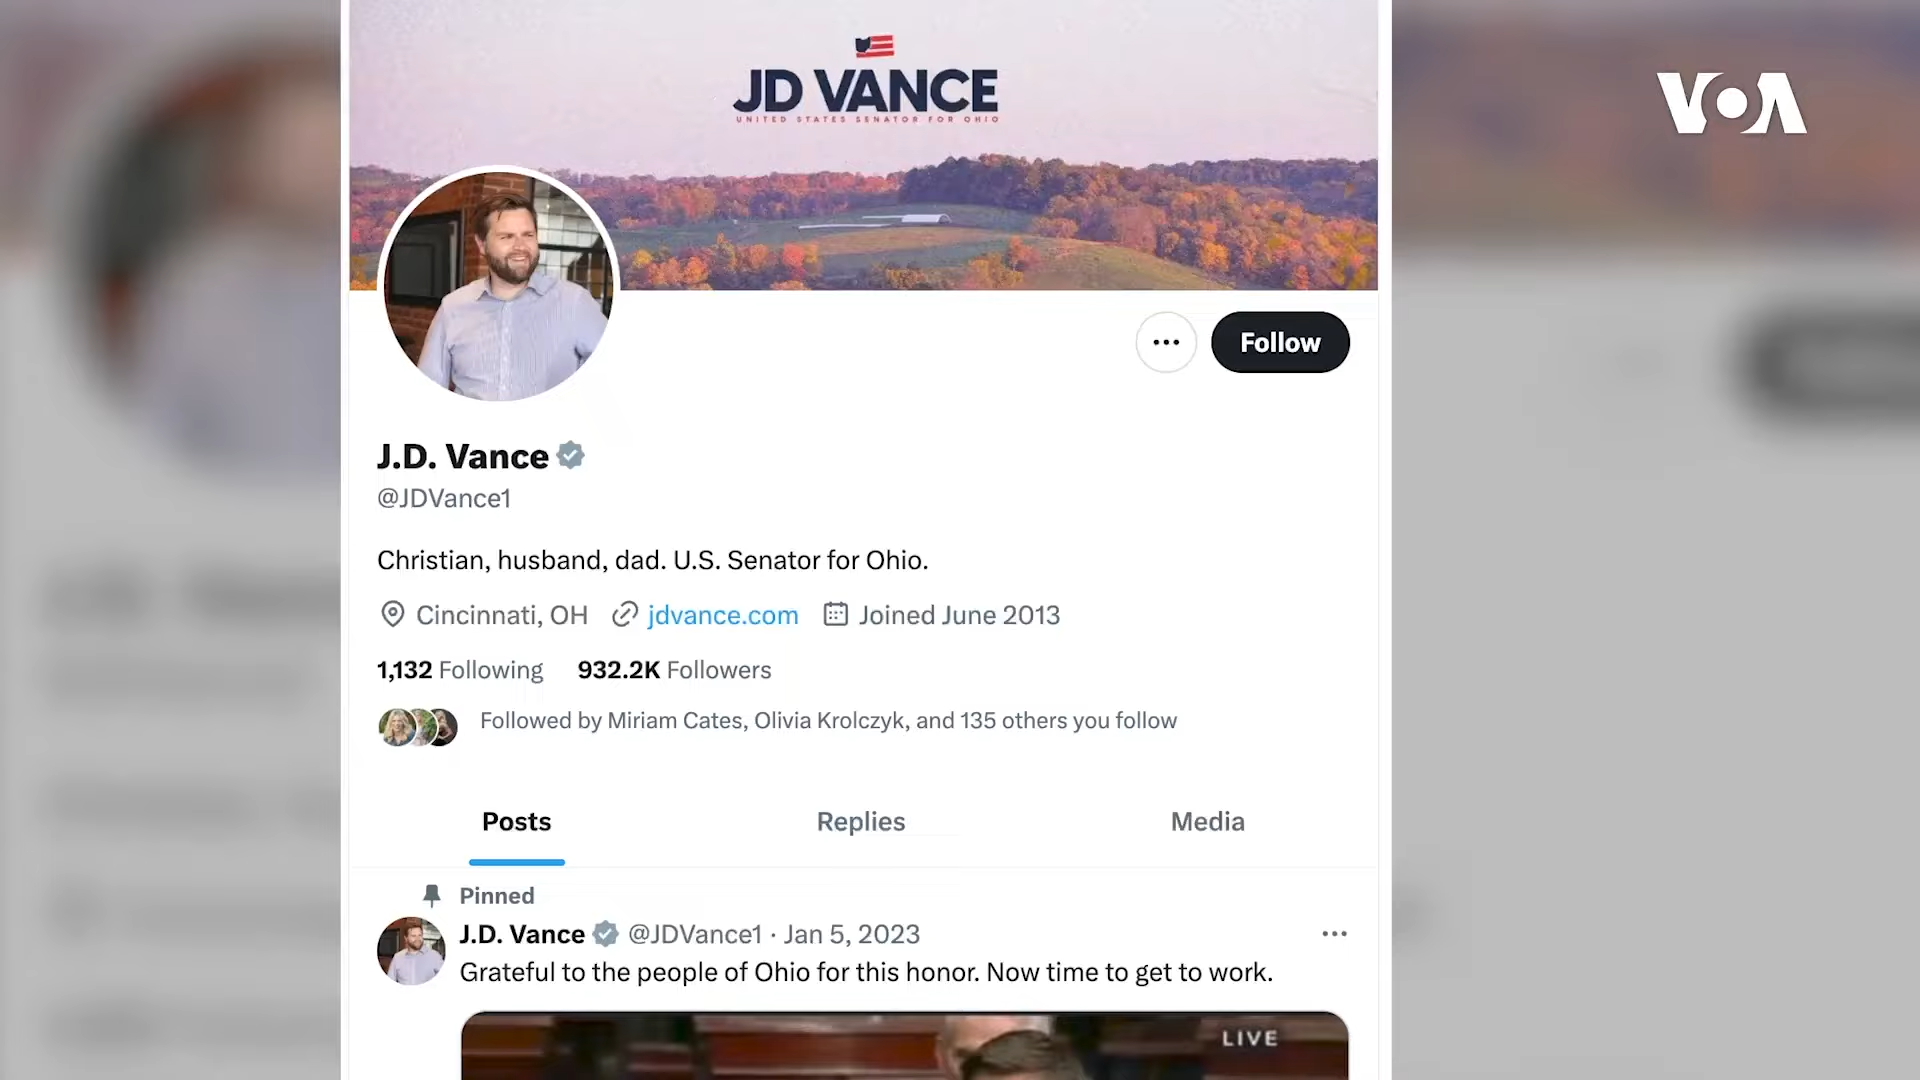 JD VANCE
UNITED STATES SENATOR FOR OHIO
VOA
Follow
J.D. Vance
@JDVance1
Christian, husband, dad. U.S. Senator for Ohio.
Cincinnati, OH jdvance.com Joined June 2013
1,132 Following 932.2K Followers
Followed by Miriam Cates, Olivia Krolczyk, and 135 others you follow
Posts Replies Media
Pinned
J.D. Vance @JDVance1 · Jan 5, 2023
Grateful to the people of Ohio for this honor. Now time to get to work.
LIVE